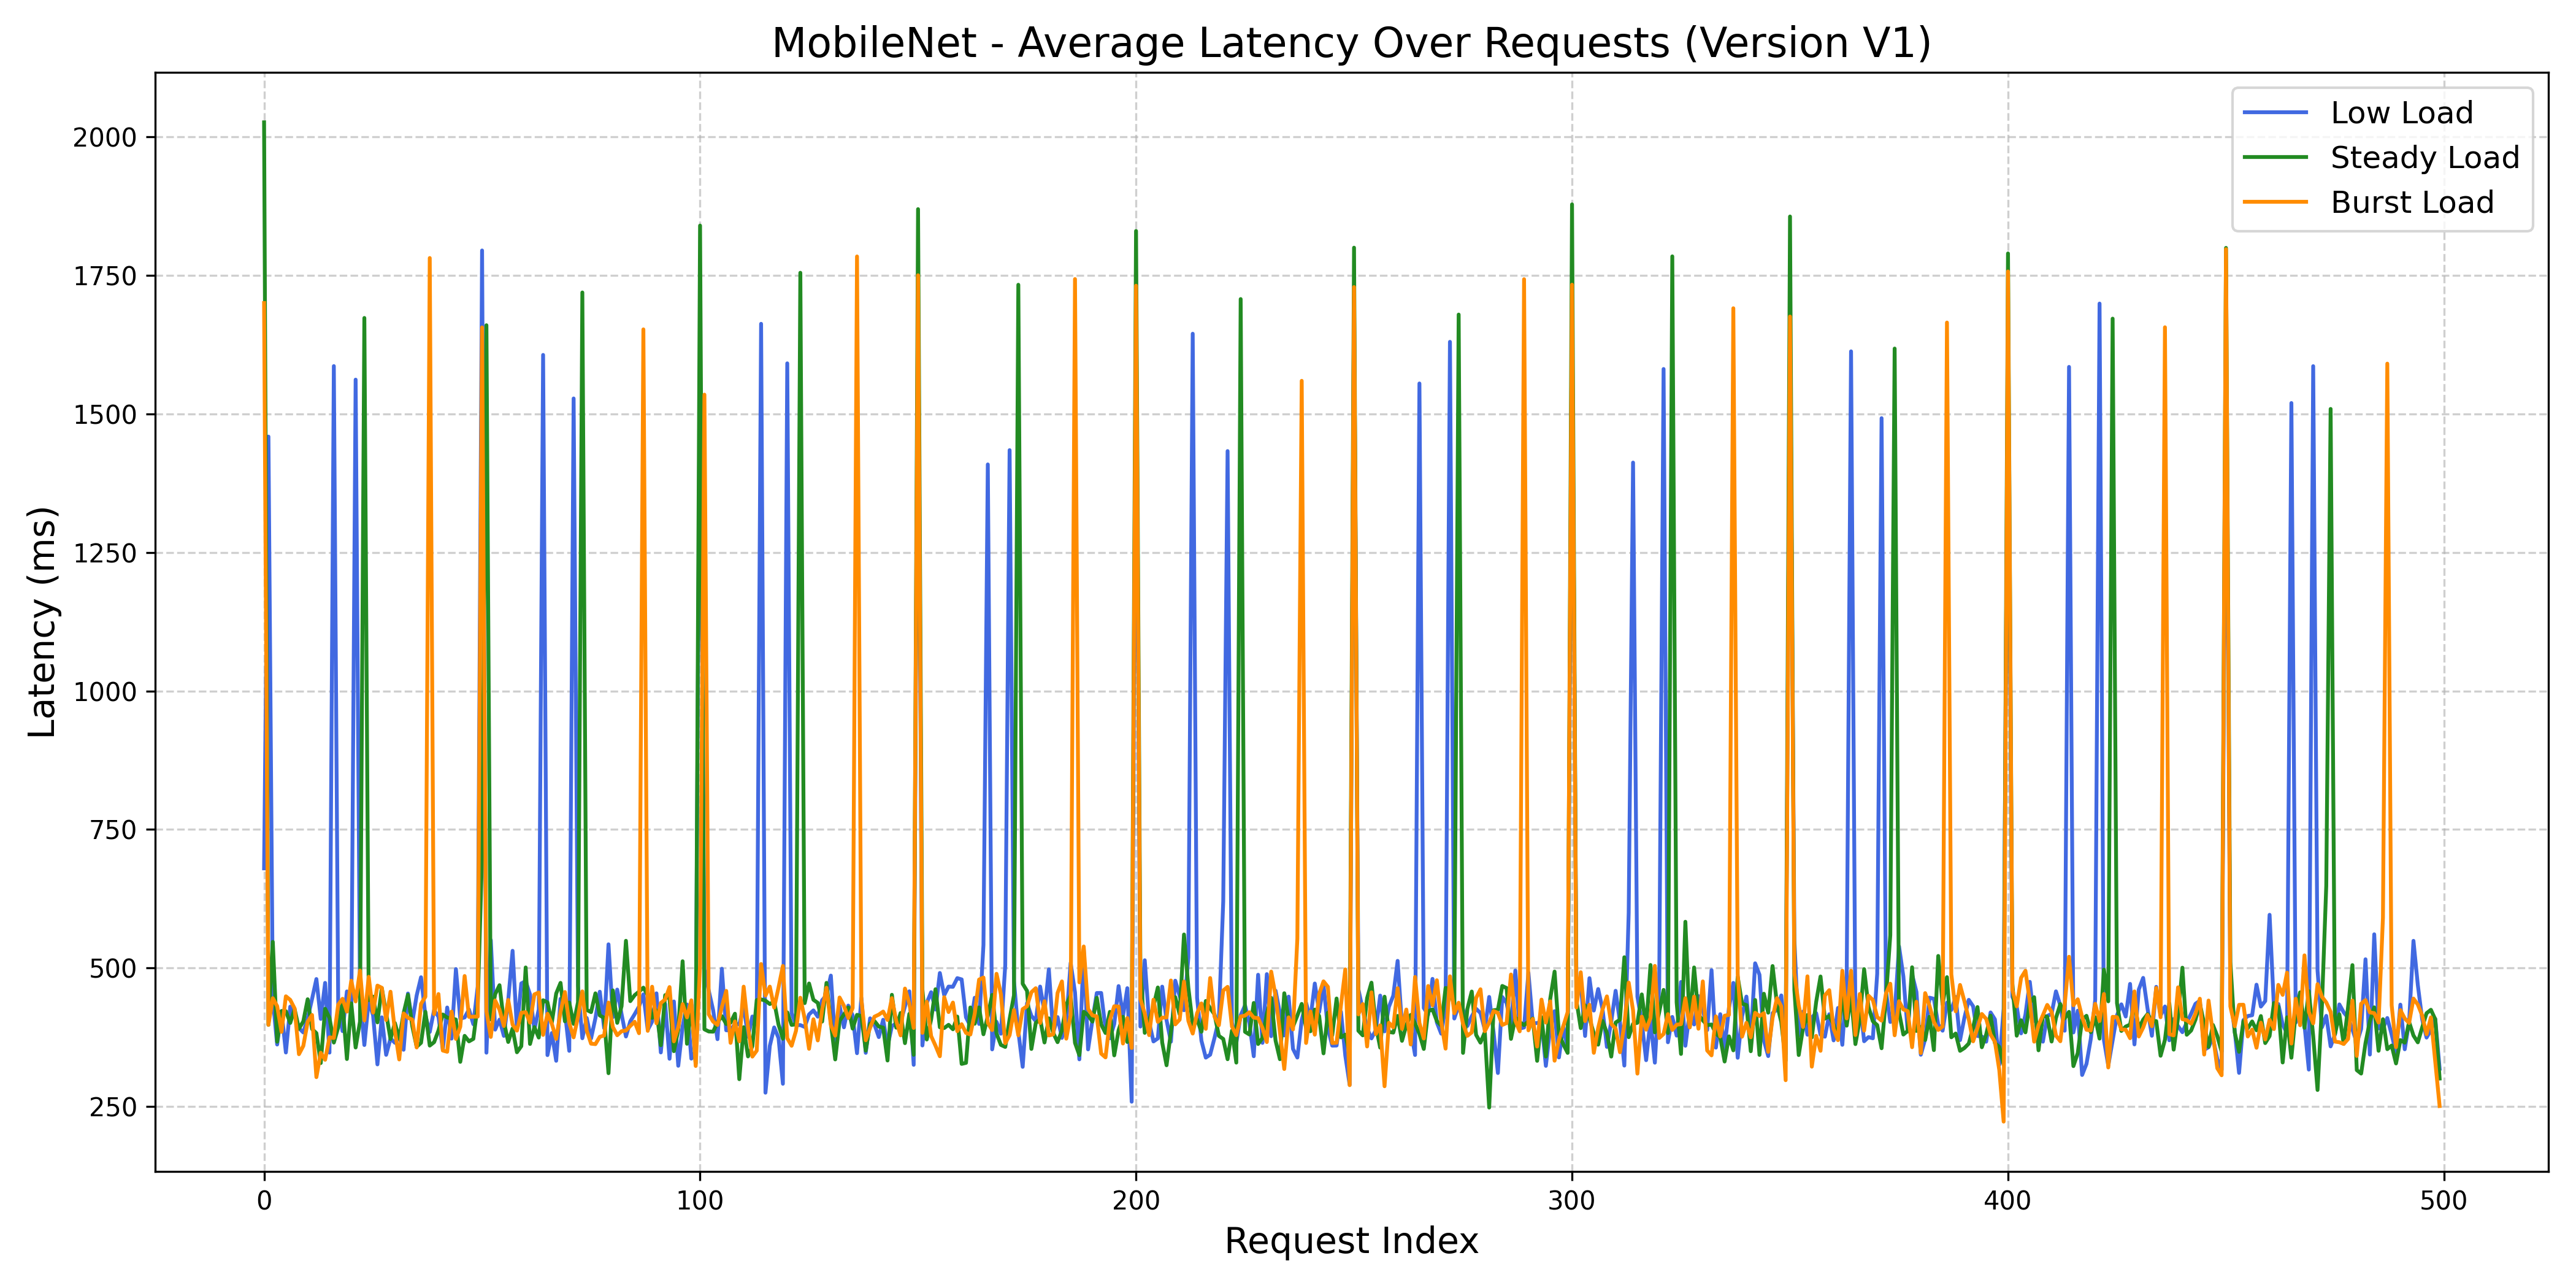 MobileNet - Average Latency Over Requests (Version V1)
Low Load
Steady Load
Burst Load
Latency (ms)
2000
1750
1500
1250
1000
750
500
250
0
100
200
300
400
500
Request Index